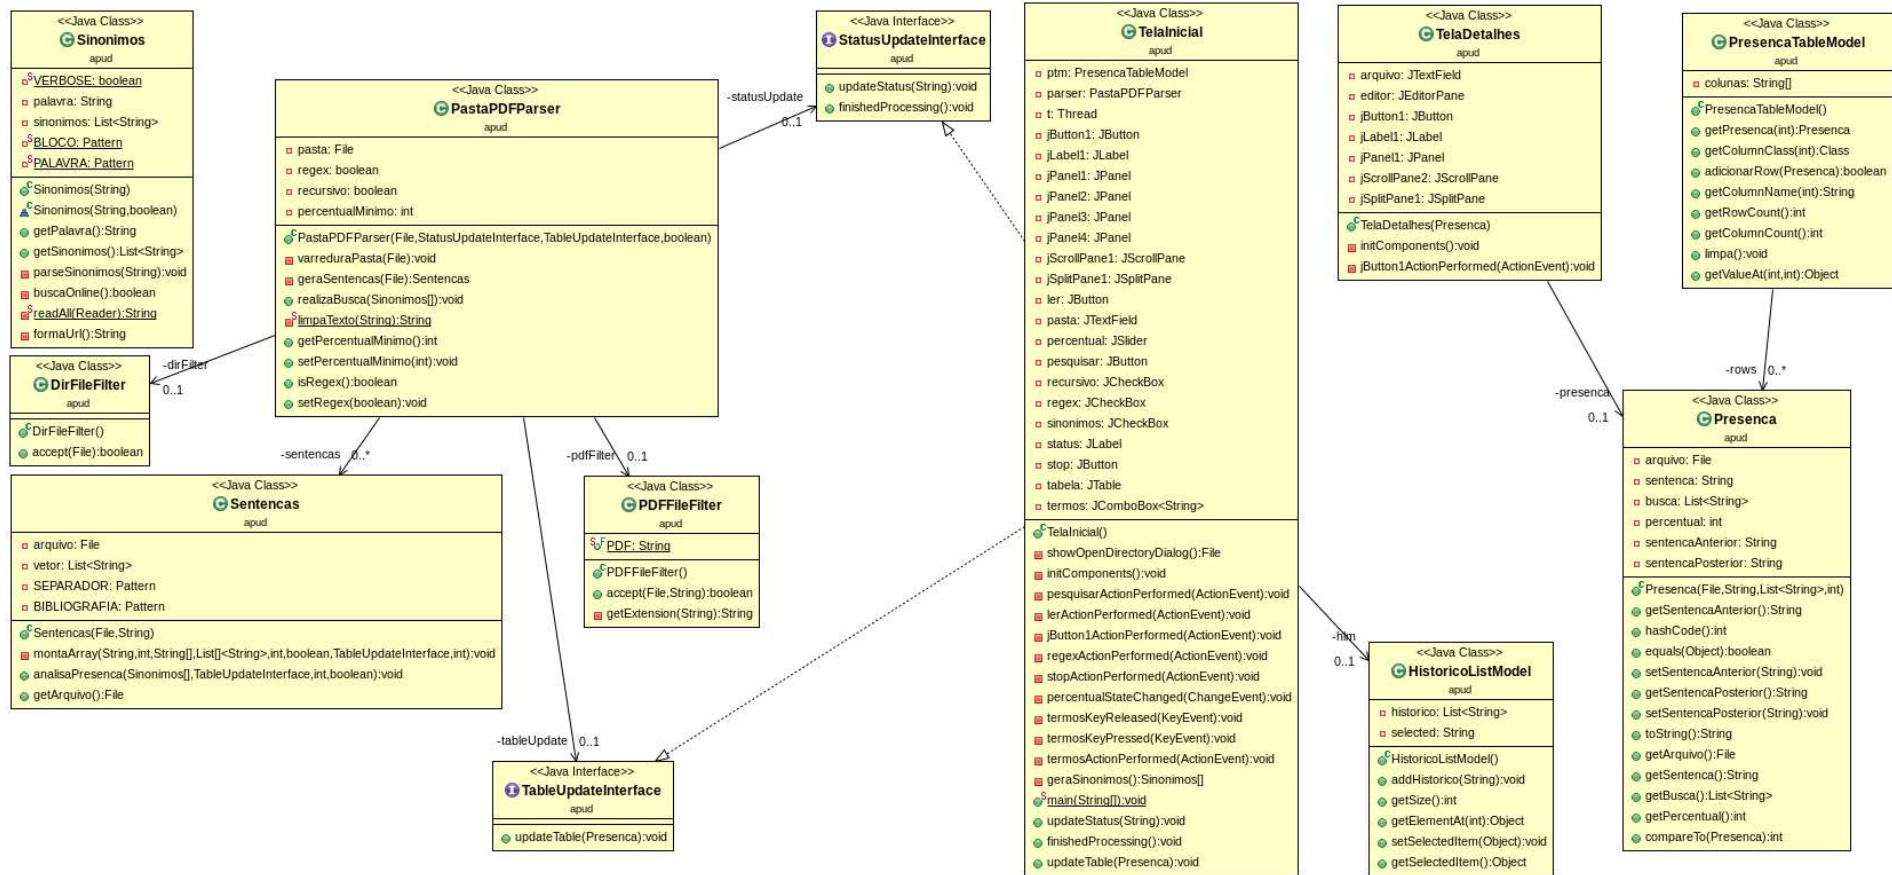 <<Java Class>>
Sinonimos
apud
VERBOSE: boolean
palavra: String
sinonimos: List<String>
BLOCO: Pattern
PALAVRA: Pattern
Sinonimos(String)
Sinonimos(String,boolean)
getPalavra():String
getSinonimos():List<String>
parseSinonimos(String):void
buscaOnline():boolean
readAll(Reader):String
formaUrl():String
<<Java Class>>
DirFileFilter
apud
DirFileFilter()
accept(File):boolean
-dirFilter
0..1
<<Java Class>>
PastaPDFParser
apud
pasta: File
regex: boolean
recursivo: boolean
percentualMinimo: int
PastaPDFParser(File,StatusUpdateInterface,TableUpdateInterface,boolean)
varreduraPasta(File):void
geraSentencas(File):Sentencas
realizaBusca(Sinonimos[]):void
limpaTexto(String):String
getPercentualMinimo():int
setPercentualMinimo(int):void
isRegex():boolean
setRegex(boolean):void
-sentencas 0..*
-pdfFilter 0..1
<<Java Class>>
Sentencas
apud
arquivo: File
vetor: List<String>
SEPARADOR: Pattern
BIBLIOGRAFIA: Pattern
Sentencas(File,String)
montaArray(String,int,String[],List[]<String>,int,boolean,TableUpdateInterface,int):void
analisaPresenca(Sinonimos[],TableUpdateInterface,int,boolean):void
getArquivo():File
<<Java Class>>
PDFFileFilter
apud
PDF: String
PDFFileFilter()
accept(File,String):boolean
getExtension(String):String
-tableUpdate 0..1
<<Java Interface>>
TableUpdateInterface
apud
updateTable(Presenca):void
-statusUpdate
0..1
<<Java Interface>>
StatusUpdateInterface
apud
updateStatus(String):void
finishedProcessing():void
<<Java Class>>
TelaInicial
apud
ptm: PresencaTableModel
parser: PastaPDFParser
t: Thread
jButton1: JButton
jLabel1: JLabel
jPanel1: JPanel
jPanel2: JPanel
jPanel3: JPanel
jPanel4: JPanel
jScrollPane1: JScrollPane
jSplitPane1: JSplitPane
ler: JButton
pasta: JTextField
percentual: JSlider
pesquisar: JButton
recursivo: JCheckBox
regex: JCheckBox
sinonimos: JCheckBox
status: JLabel
stop: JButton
tabela: JTable
termos: JComboBox<String>
TelaInicial()
showOpenDirectoryDialog():File
initComponents():void
pesquisarActionPerformed(ActionEvent):void
lerActionPerformed(ActionEvent):void
jButton1ActionPerformed(ActionEvent):void
regexActionPerformed(ActionEvent):void
stopActionPerformed(ActionEvent):void
percentualStateChanged(ChangeEvent):void
termosKeyReleased(KeyEvent):void
termosKeyPressed(KeyEvent):void
termosActionPerformed(ActionEvent):void
geraSinonimos():Sinonimos[]
main(String[]):void
updateStatus(String):void
finishedProcessing():void
updateTable(Presenca):void
<<Java Class>>
TelaDetalhes
apud
arquivo: JTextField
editor: JEditorPane
jButton1: JButton
jLabel1: JLabel
jPanel1: JPanel
jScrollPane2: JScrollPane
jSplitPane1: JSplitPane
TelaDetalhes(Presenca)
initComponents():void
jButton1ActionPerformed(ActionEvent):void
<<Java Class>>
PresencaTableModel
apud
colunas: String[]
PresencaTableModel()
getPresenca(int):Presenca
getColumnClass(int):Class
adicionarRow(Presenca):boolean
getColumnName(int):String
getRowCount():int
getColumnCount():int
limpa():void
getValueAt(int,int):Object
-rows 0..*
-presenca
0..1
<<Java Class>>
Presenca
apud
arquivo: File
sentenca: String
busca: List<String>
percentual: int
sentencaAnterior: String
sentencaPosterior: String
Presenca(File,String,List<String>,int)
getSentencaAnterior():String
hashCode():int
equals(Object):boolean
setSentencaAnterior(String):void
getSentencaPosterior():String
setSentencaPosterior(String):void
toString():String
getArquivo():File
getSentenca():String
getBusca():List<String>
getPercentual():int
compareTo(Presenca):int
-hlm
0..1
<<Java Class>>
HistoricoListModel
apud
historico: List<String>
selected: String
HistoricoListModel()
addHistorico(String):void
getSize():int
getElementAt(int):Object
setSelectedItem(Object):void
getSelectedItem():Object